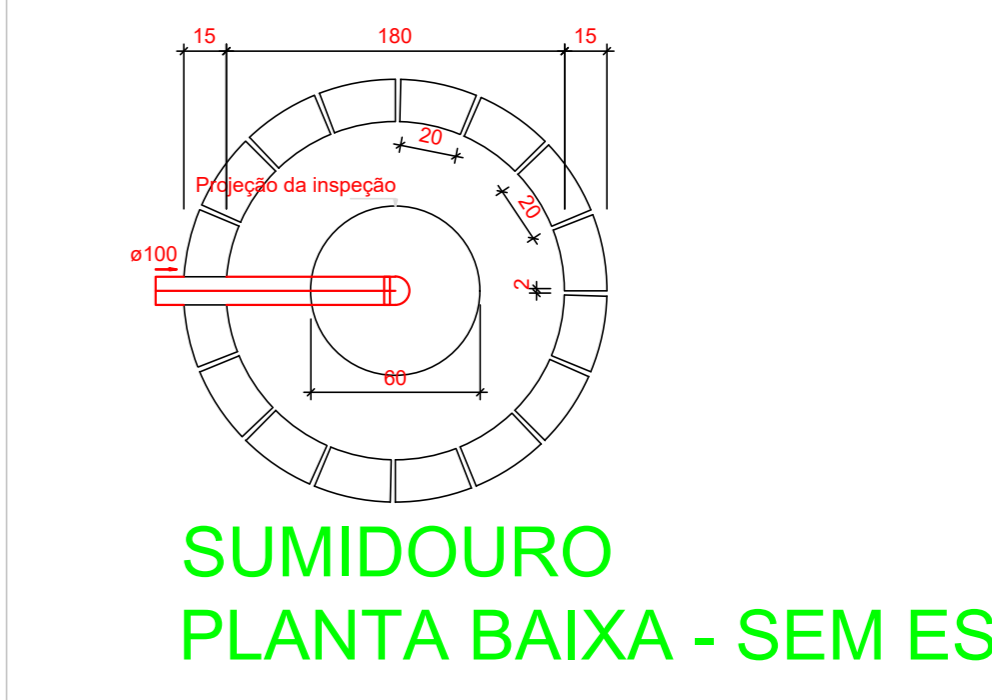 15 180 15
20
Projeção da inspeção
20
ø100
2
60
SUMIDOURO
PLANTA BAIXA - SEM ES